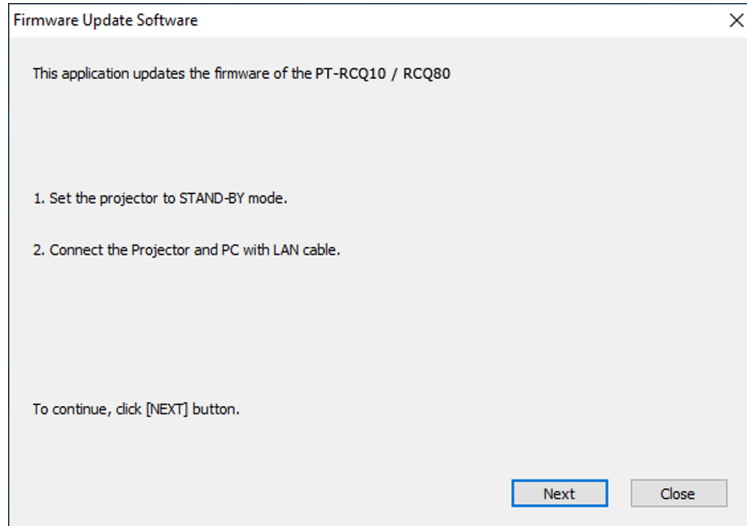 Firmware Update Software
This application updates the firmware of the PT-RCQ10 / RCQ80
1. Set the projector to STAND-BY mode.
2. Connect the Projector and PC with LAN cable.
To continue, click [NEXT] button.
Next
Close